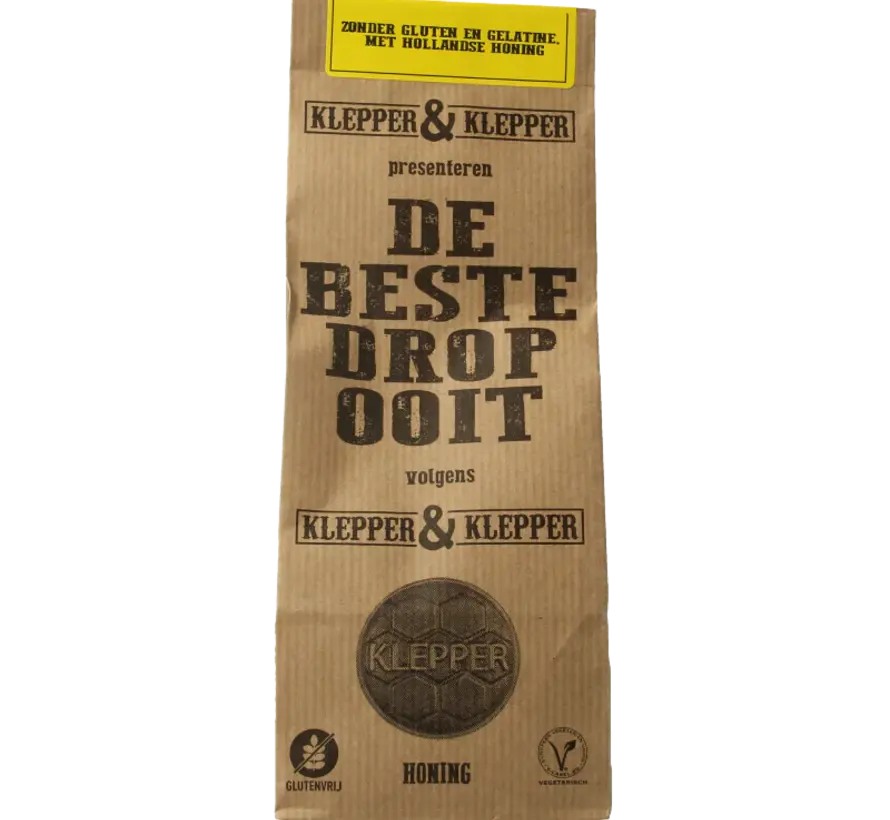 ZONDER GLUTEN EN GELATINE.
MET HOLLANDSE HONING
KLEPPER & KLEPPER
presenteren
DE
BESTE
DROP
OOIT
volgens
KLEPPER & KLEPPER
KLEPPER
HONING
GLUTENVRIJ
VEGETARISCH